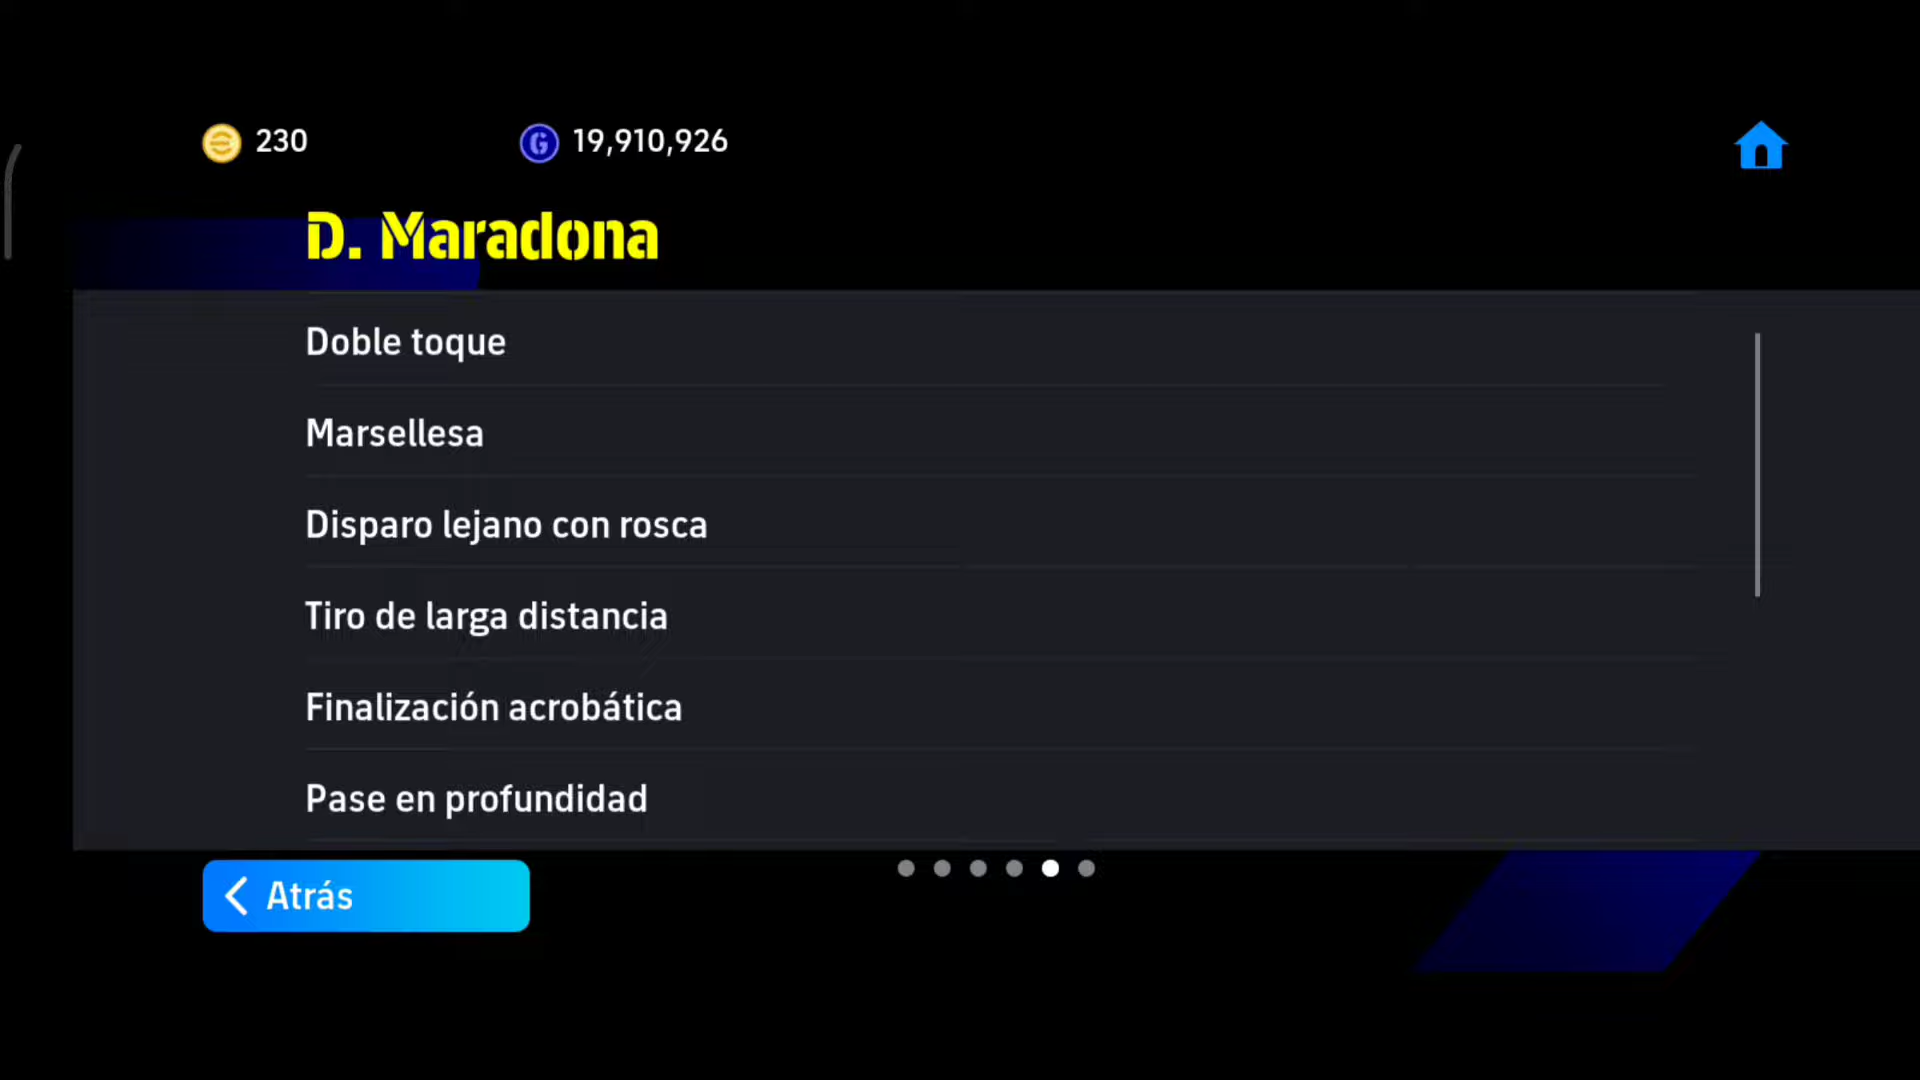 230
19,910,926
D. Maradona
Doble toque
Marsellesa
Disparo lejano con rosca
Tiro de larga distancia
Finalización acrobática
Pase en profundidad
Atrás